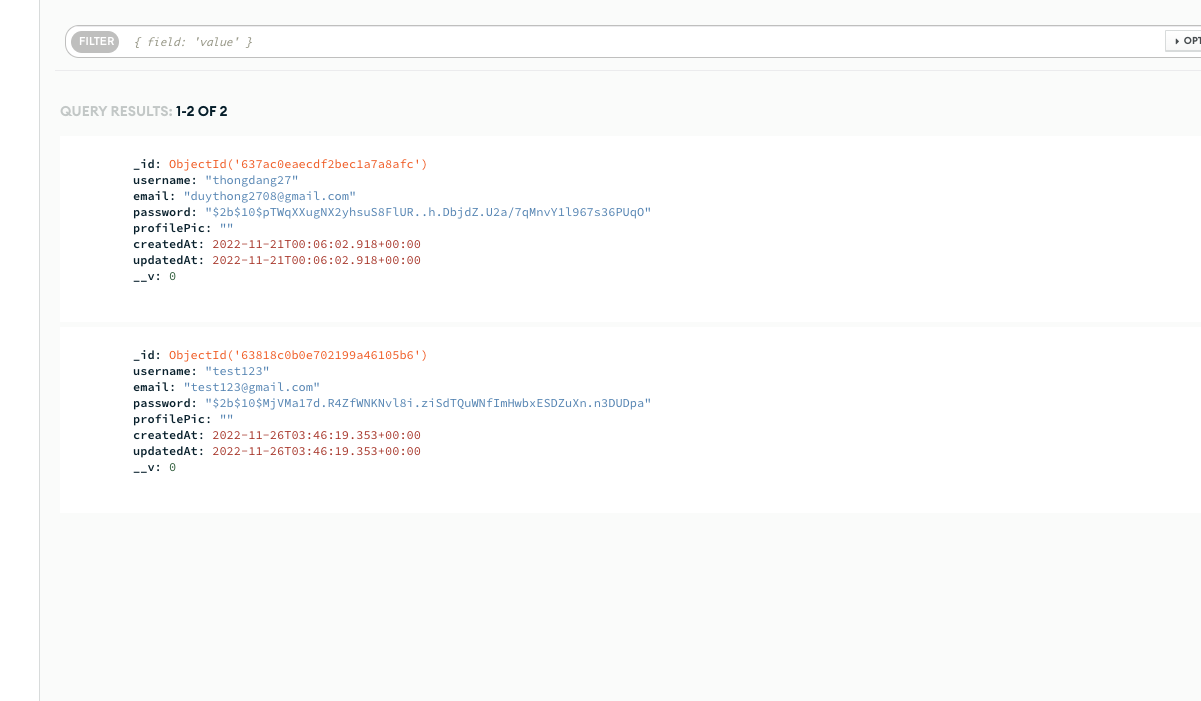 FILTER { field: 'value' }
OPT
QUERY RESULTS: 1-2 OF 2
_id: ObjectId('637ac0eaecdf2bec1a7a8afc')
username: "thongdang27"
email: "duythong2708@gmail.com"
password: "$2b$10$pTWqXXugNX2yhsuS8FlUR..h.DbjdZ.U2a/7qMnvY1l967s36PUqO"
profilePic: ""
createdAt: 2022-11-21T00:06:02.918+00:00
updatedAt: 2022-11-21T00:06:02.918+00:00
__v: 0
_id: ObjectId('63818c0b0e702199a46105b6')
username: "test123"
email: "test123@gmail.com"
password: "$2b$10$MjVMa17d.R4ZfWNKNvl8i.ziSdTQuWNfImHwbxESDZuXn.n3DUDpa"
profilePic: ""
createdAt: 2022-11-26T03:46:19.353+00:00
updatedAt: 2022-11-26T03:46:19.353+00:00
__v: 0